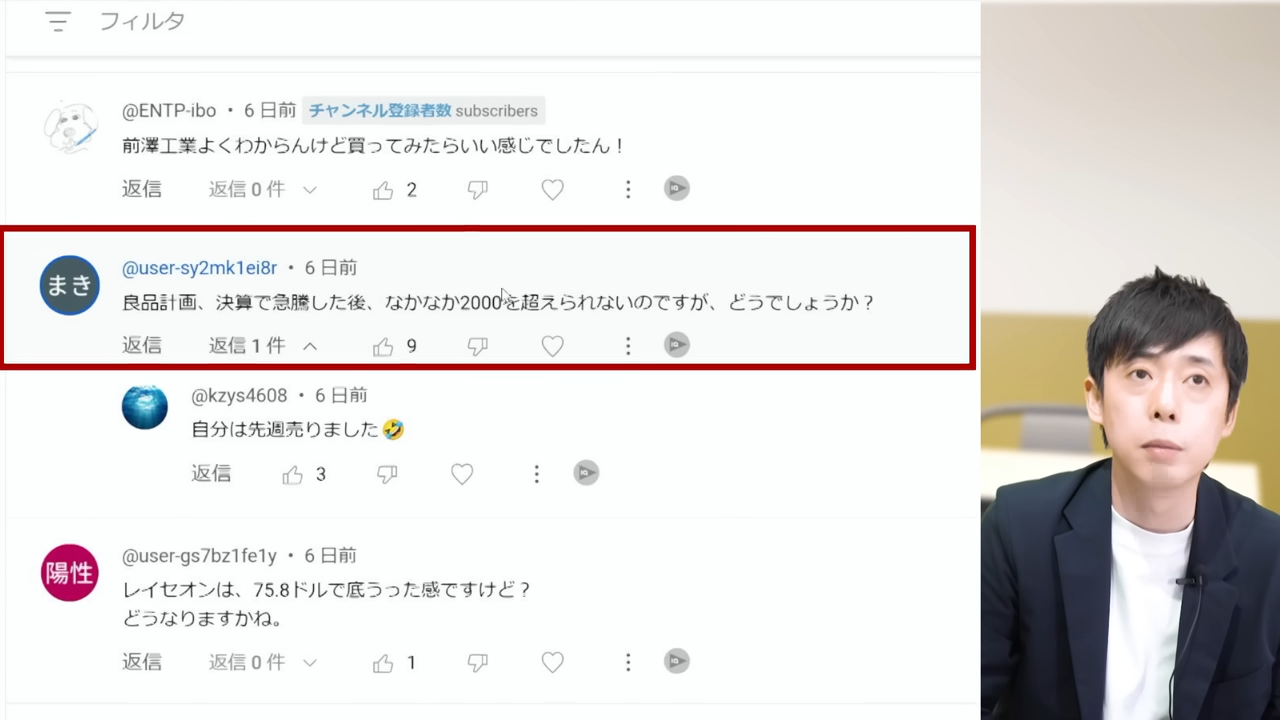 フィルタ
@ENTP-ibo • 6 日前 チャンネル登録者数 subscribers
前澤工業よくわからんけど買ってみたらいい感じでしたん！
返信 返信 0 件 2
まき
@user-sy2mk1ei8r • 6 日前
良品計画、決算で急騰した後、なかなか2000を超えられないのですが、どうでしょうか？
返信 返信 1 件 9
@kzys4608 • 6 日前
自分は先週売りました🤣
返信 3
陽性
@user-gs7bz1fe1y • 6 日前
レイセオンは、75.8ドルで底うった感ですけど？
どうなりますかね。
返信 返信 0 件 1